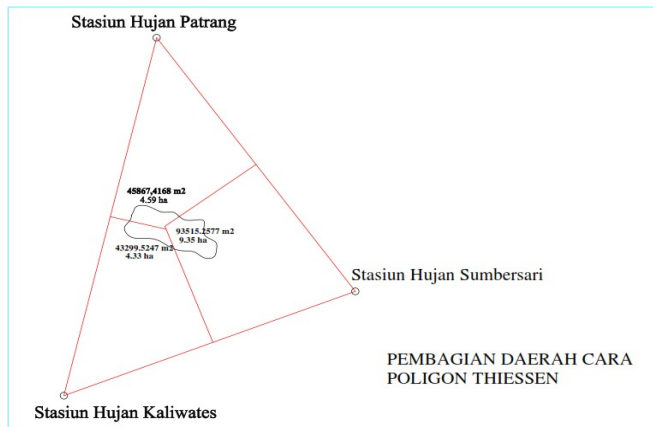 Stasiun Hujan Patrang
45867,4168 m2
4.59 ha
93515.2577 m2
9.35 ha
43299.5247 m2
4.33 ha
Stasiun Hujan Sumbersari
PEMBAGIAN DAERAH CARA
POLIGON THIESSEN
Stasiun Hujan Kaliwates